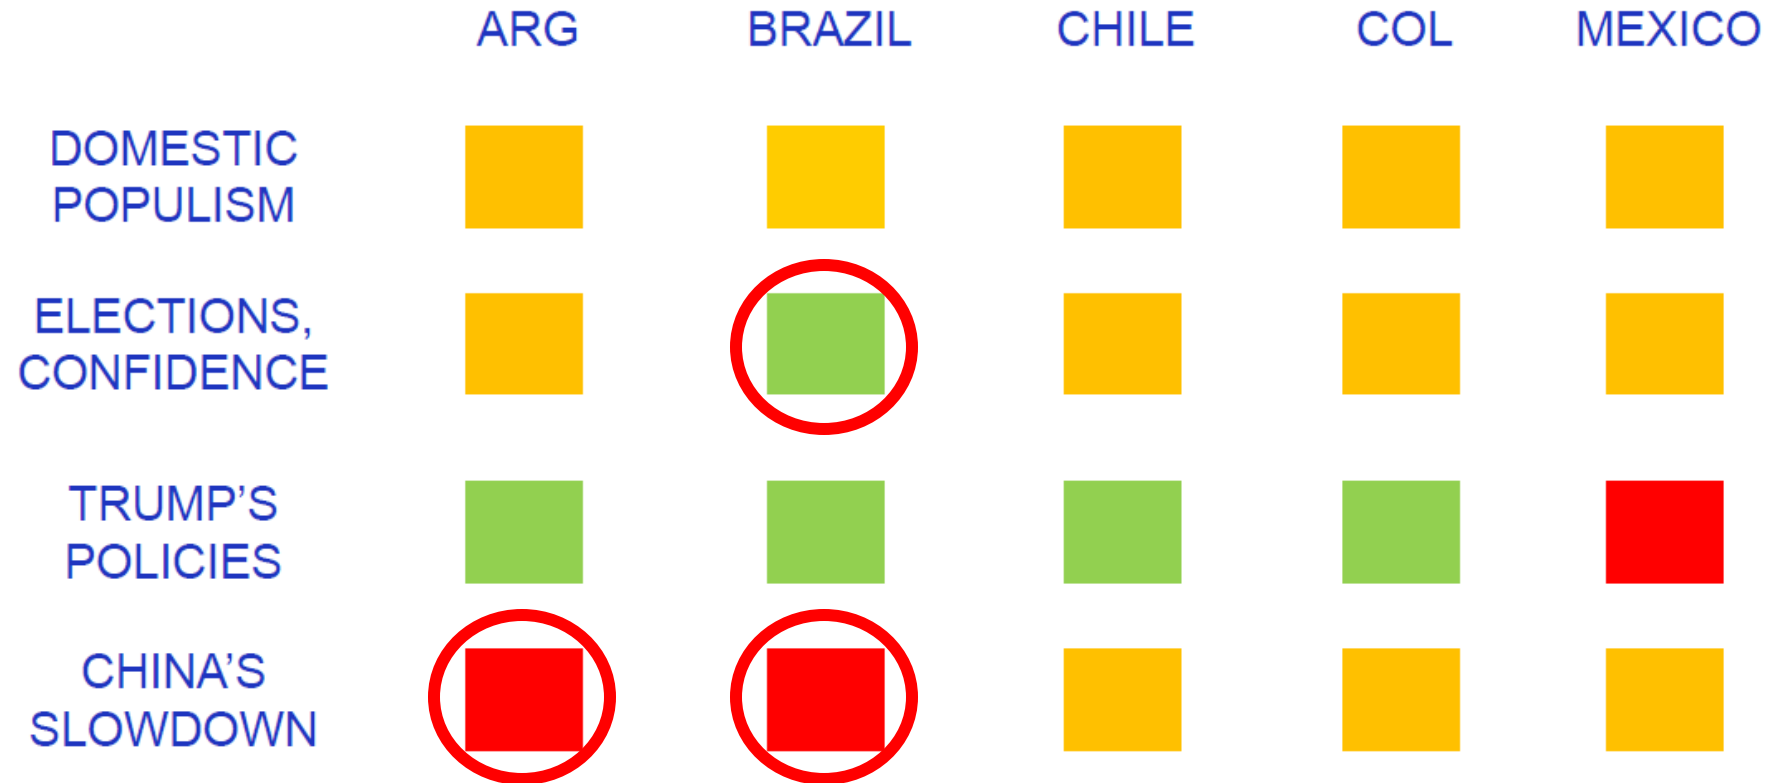 ARG BRAZIL CHILE COL MEXICO
DOMESTIC
POPULISM
ELECTIONS,
CONFIDENCE
TRUMP’S
POLICIES
CHINA’S
SLOWDOWN